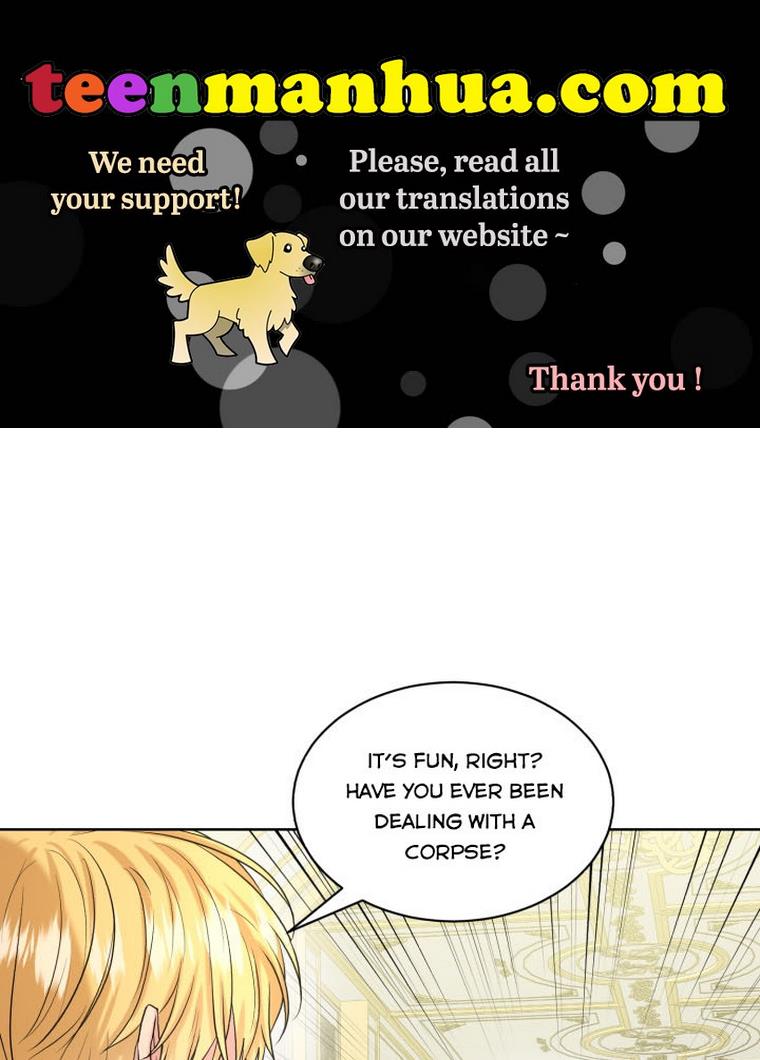 teenmanhua.com
We need
your support!
Please, read all
our translations
on our website ~
Thank you !
IT'S FUN, RIGHT?
HAVE YOU EVER BEEN
DEALING WITH A
CORPSE?